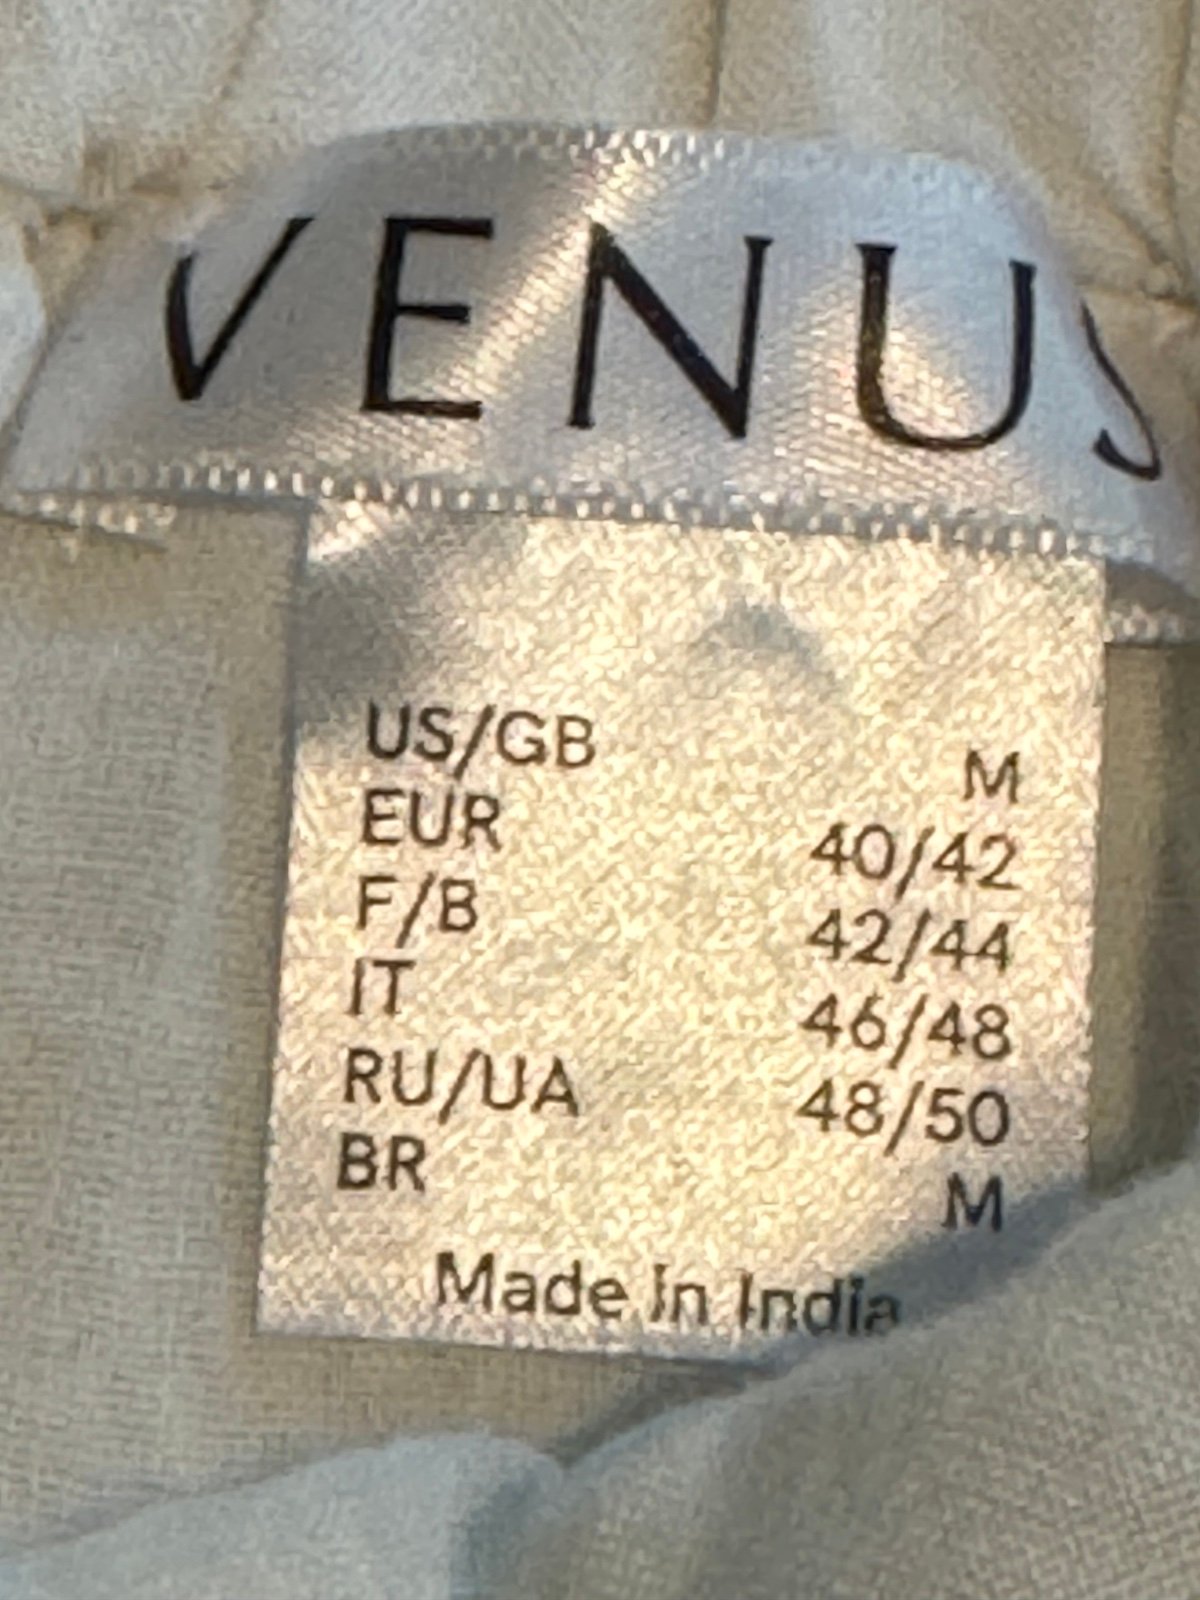 VENUS
US/GB M
EUR 40/42
F/B 42/44
IT 46/48
RU/UA 48/50
BR M
Made In India